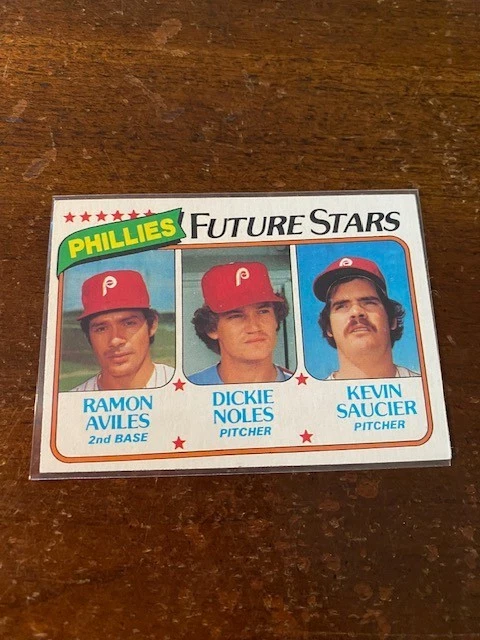 PHILLIES
FUTURE STARS
P
P
P
RAMON
AVILES
2nd BASE
DICKIE
NOLES
PITCHER
KEVIN
SAUCIER
PITCHER